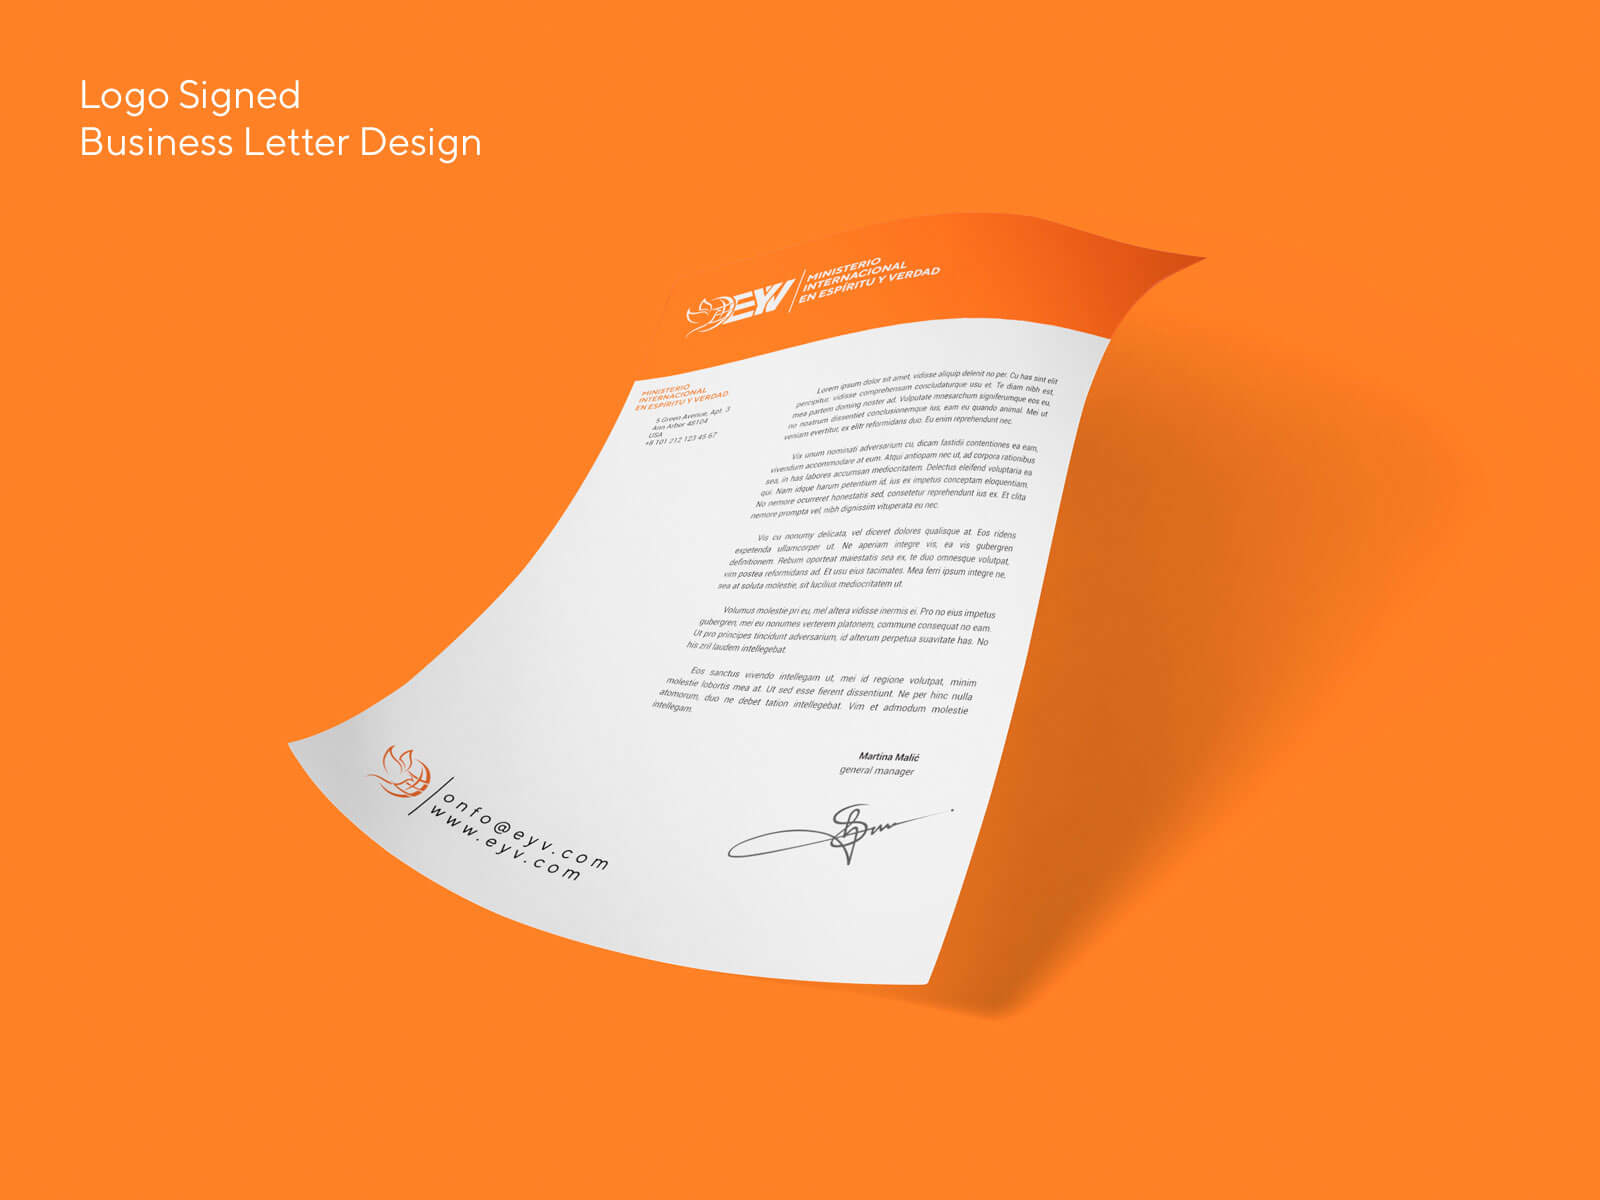 Logo Signed
Business Letter Design
EYV
MINISTERIO
INTERNACIONAL
EN ESPÍRITU Y VERDAD
MINISTERIO
INTERNACIONAL
EN ESPÍRITU Y VERDAD
5 Green Avenue, Apt. 3
Ann Arbor 48104
USA
+8 101 212 123 45 67
Lorem ipsum dolor sit amet, vidisse aliquip delenit no per. Cu has sint elit
percipitur, vidisse comprehensam concludaturque usu et. Te diam nibh est,
mea partem doming noster ad. Vulputate mnesarchum signiferumque eos eu,
no nostrum dissentiet conclusionemque ius, eam eu quando animal. Mei ut
veniam evertitur, ex elitr reformidans duo. Eu enim reprehendunt nec.
Vix unum nominati adversarium cu, dicam fastidii contentiones ea eam,
vivendum accommodare at eum. Atqui antiopam nec ut, ad corpora rationibus
sea, in has labores accumsan mediocritatem. Delectus eleifend voluptaria ea
qui. Nam idque harum petentium id, ius ex impetus conceptam eloquentiam.
No nemore ocurreret honestatis sed, consetetur reprehendunt ius ex. Et clita
nemore prompta vel, nibh dignissim vituperata eu nec.
Vis cu nonumy delicata, vel diceret dolores qualisque at. Eos ridens
expetenda ullamcorper ut. Ne aperiam integre vis, ea vis gubergren
definitionem. Rebum oporteat maiestatis sea ex, te duo omnesque volutpat,
vim postea reformidans ad. Et usu eius tacimates. Mea ferri ipsum integre ne,
sea at soluta molestie, sit lucilius mediocritatem ut.
Volumus molestie pri eu, mel altera vidisse inermis ei. Pro no eius impetus
gubergren, mei eu nonumes verterem platonem, commune consequat no eam.
Ut pro principes tincidunt adversarium, id alterum perpetua suavitate has. No
his zril laudem intellegebat.
Eos sanctus vivendo intellegam ut, mei id regione volutpat, minim
molestie lobortis mea at. Ut sed esse fierent dissentiunt. Ne per hinc nulla
atomorum, duo ne debet tation intellegebat. Vim et admodum molestie
intellegam.
Martina Malić
general manager
onfo@eyv.com
www.eyv.com